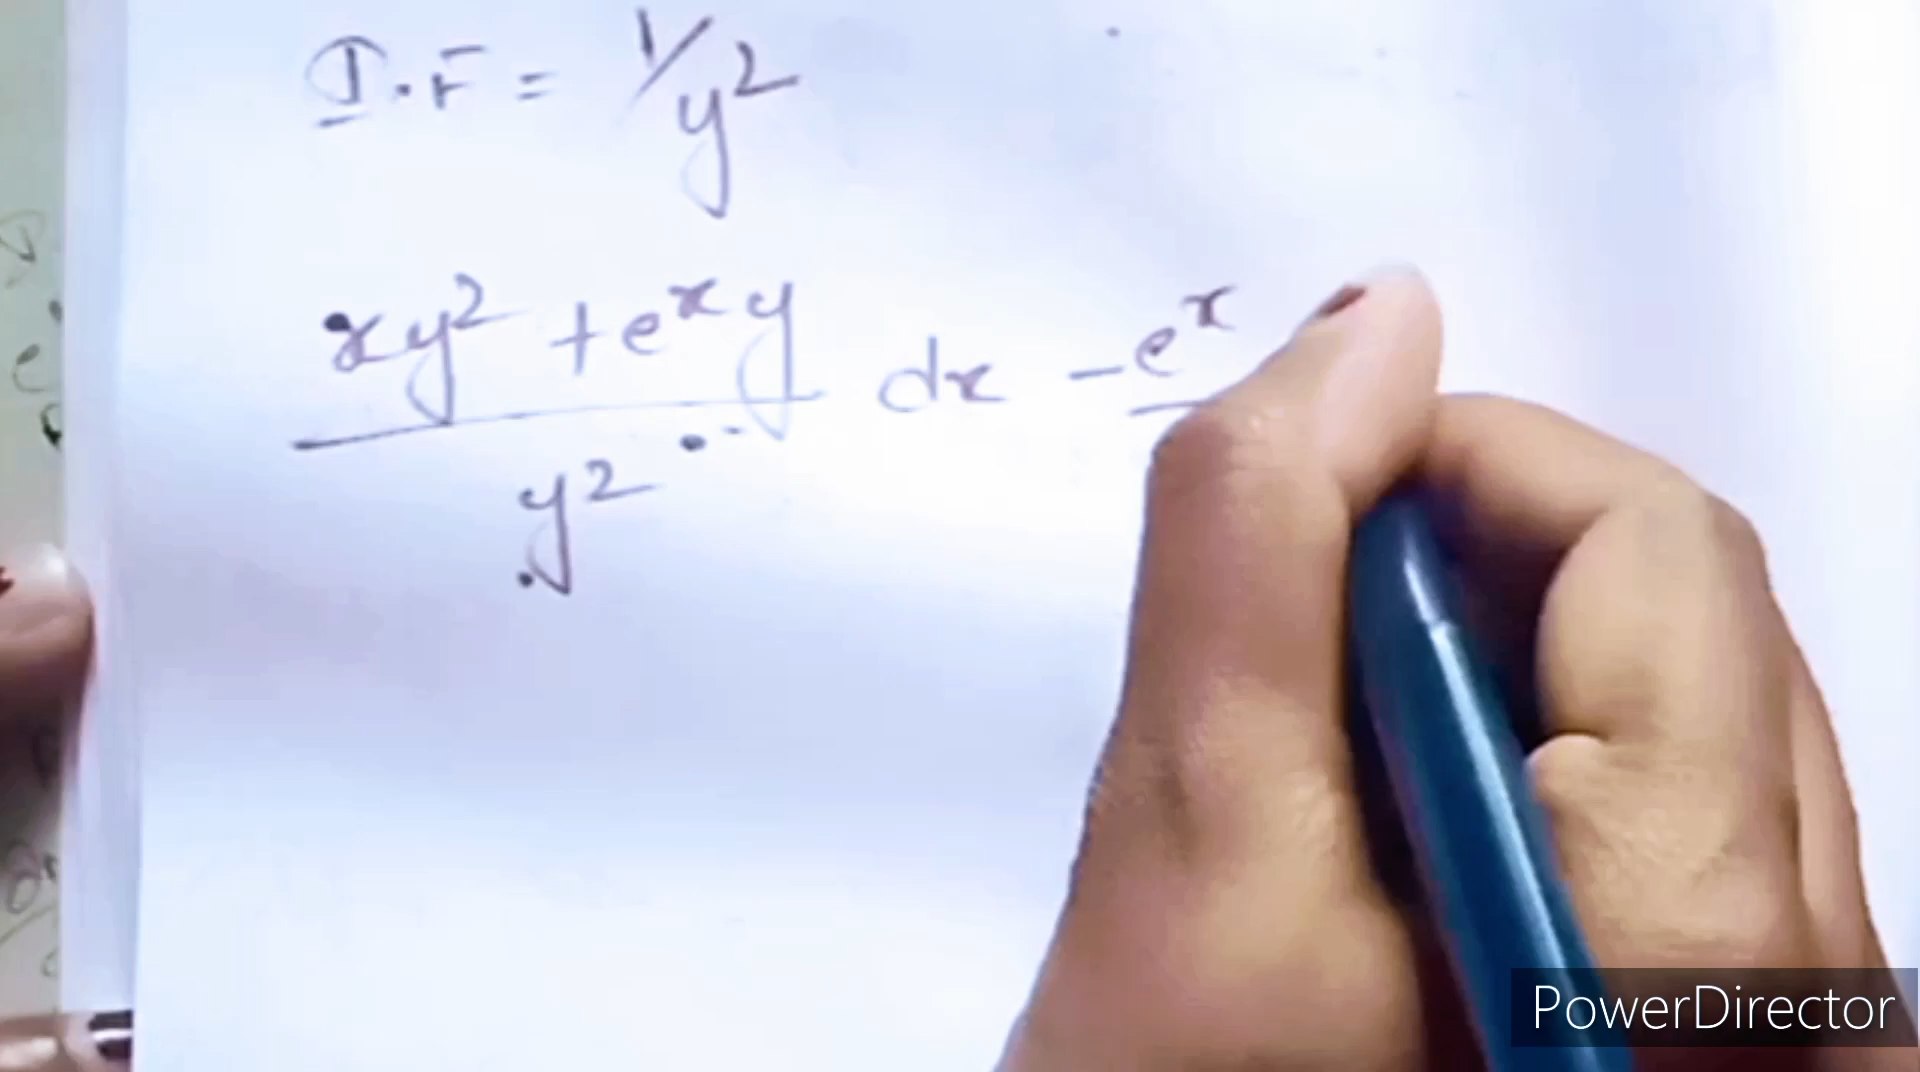 I.F = 1/y²
xy² + eˣy / y² dx - eˣ
PowerDirector